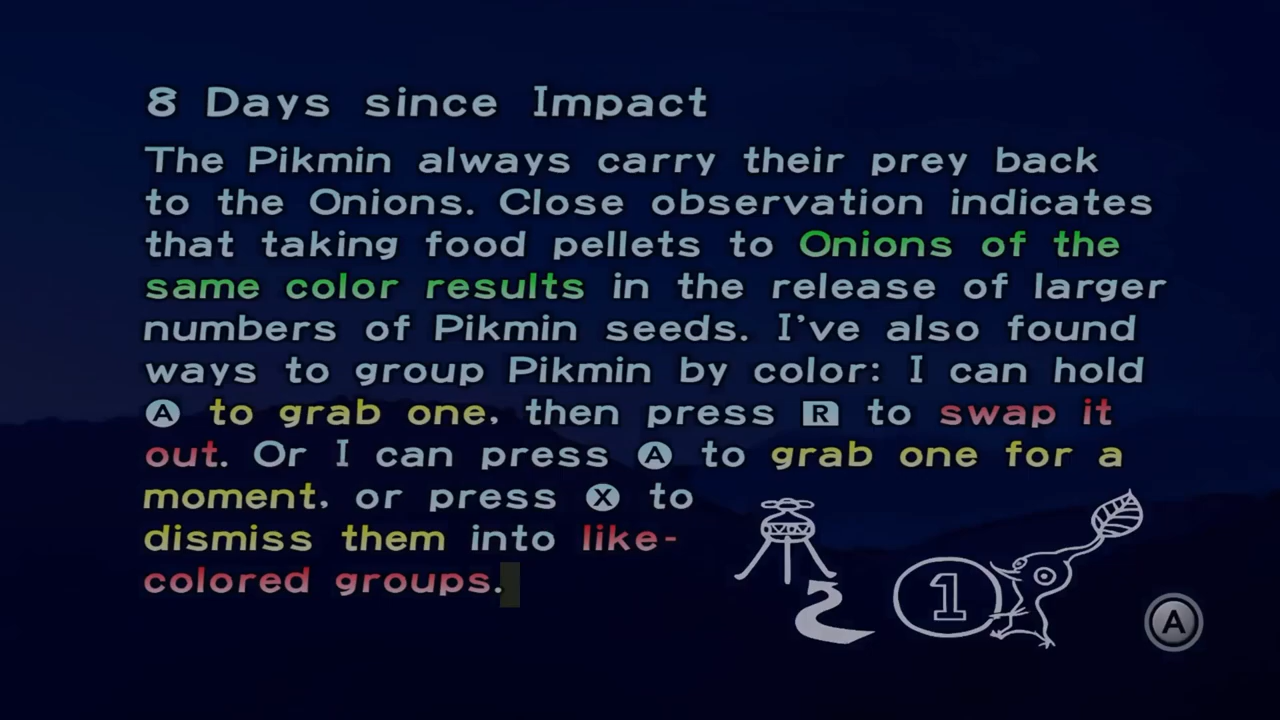 8 Days since Impact
The Pikmin always carry their prey back
to the Onions. Close observation indicates
that taking food pellets to Onions of the
same color results in the release of larger
numbers of Pikmin seeds. I've also found
ways to group Pikmin by color: I can hold
A to grab one, then press R to swap it
out. Or I can press A to grab one for a
moment, or press X to
dismiss them into like-
colored groups.
1
A